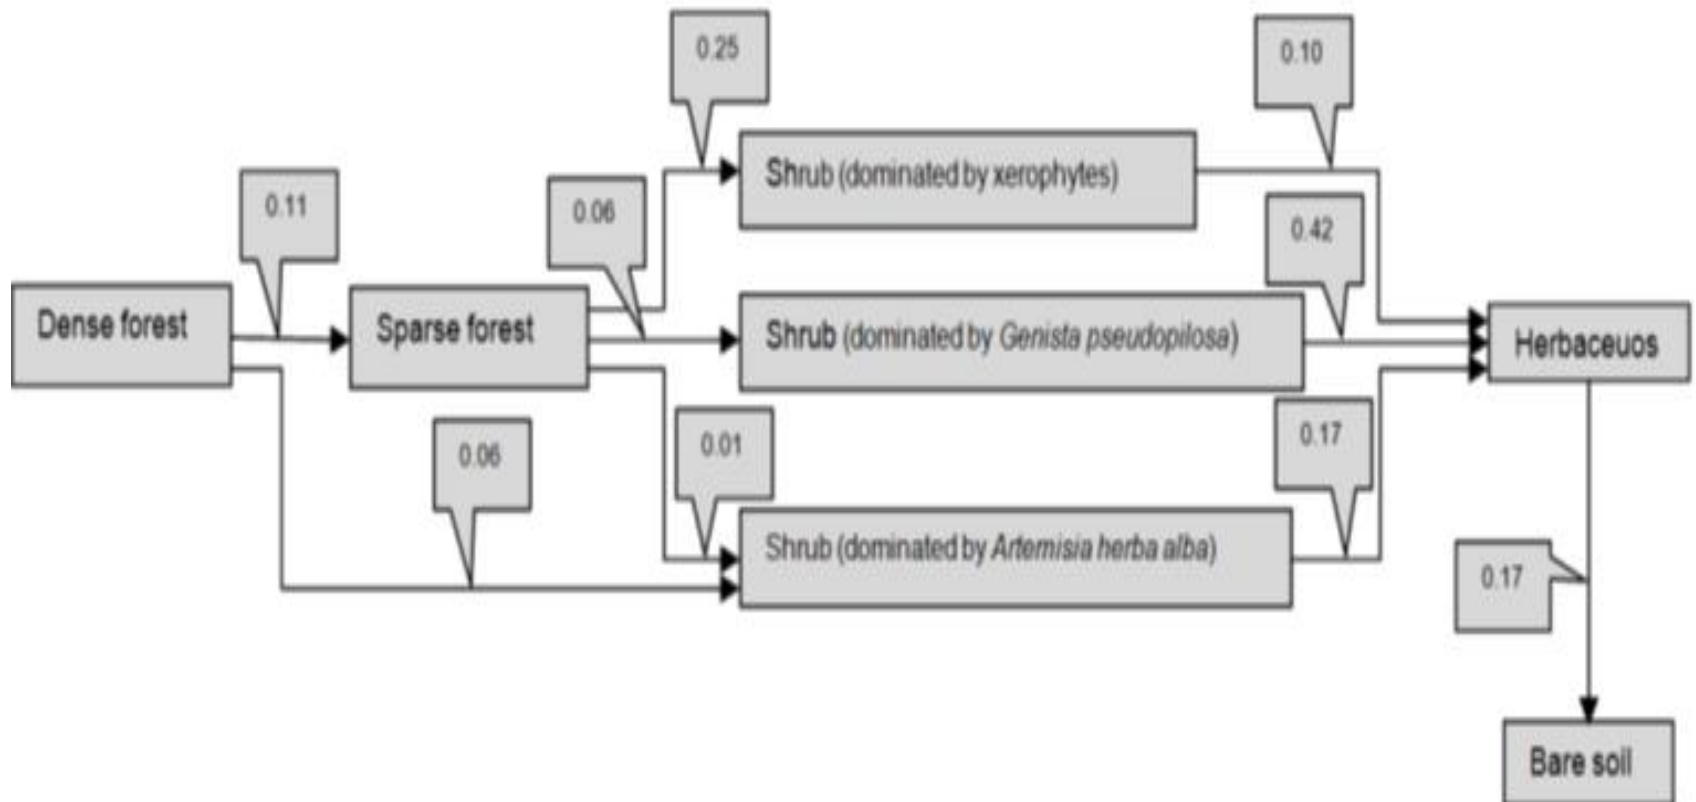 0.25
0.10
Shrub (dominated by xerophytes)
0.11
0.06
0.42
Dense forest
Sparse forest
Shrub (dominated by Genista pseudopilosa)
Herbaceuos
0.06
0.01
0.17
Shrub (dominated by Artemisia herba alba)
0.17
Bare soil